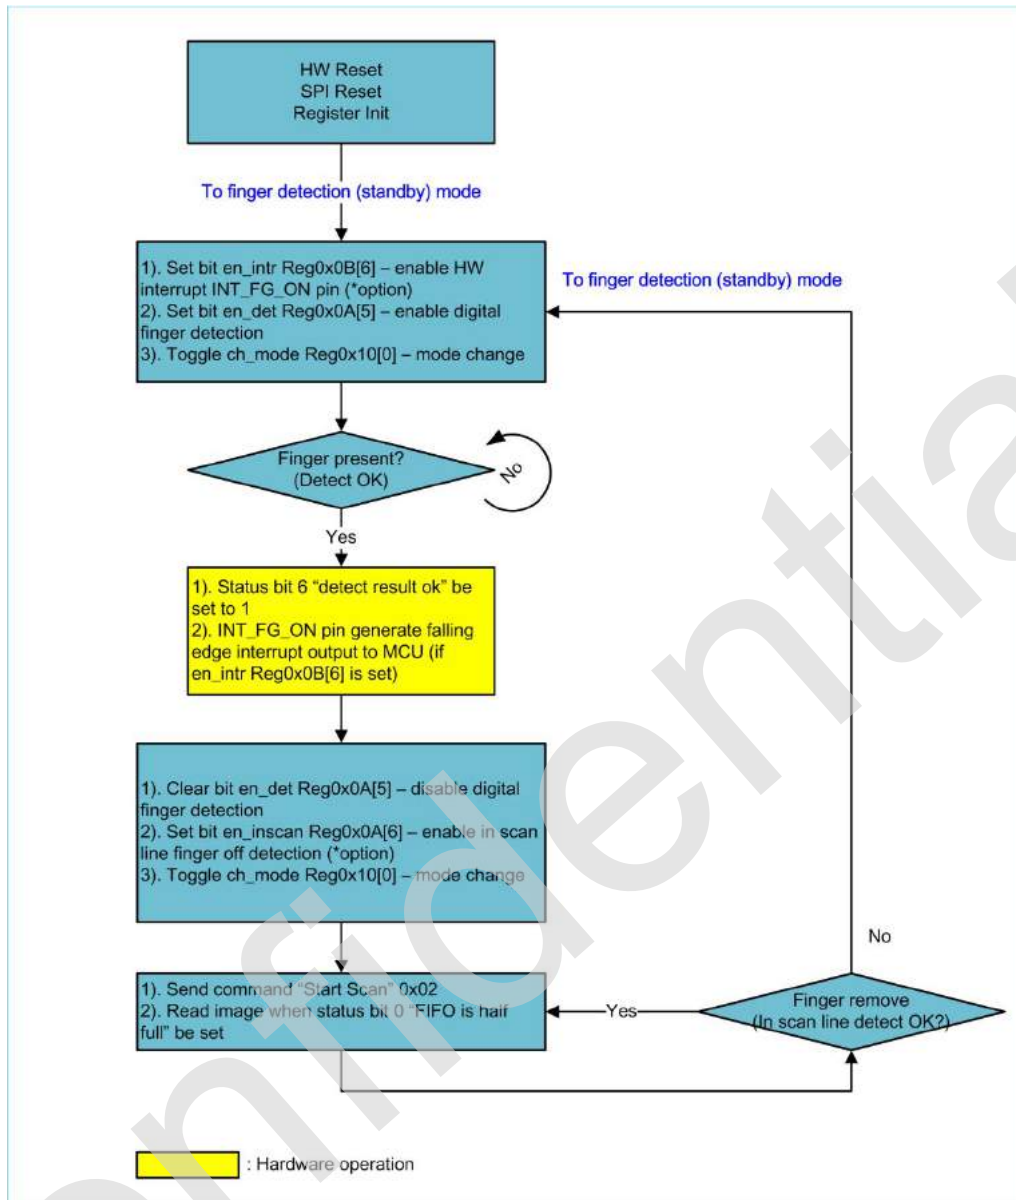 HW Reset
SPI Reset
Register Init
To finger detection (standby) mode
1). Set bit en_intr Reg0x0B[6] – enable HW
interrupt INT_FG_ON pin (*option)
2). Set bit en_det Reg0x0A[5] – enable digital
finger detection
3). Toggle ch_mode Reg0x10[0] – mode change
To finger detection (standby) mode
Finger present?
(Detect OK)
No
Yes
1). Status bit 6 “detect result ok” be
set to 1
2). INT_FG_ON pin generate falling
edge interrupt output to MCU (if
en_intr Reg0x0B[6] is set)
1). Clear bit en_det Reg0x0A[5] – disable digital
finger detection
2). Set bit en_inscan Reg0x0A[6] – enable in scan
line finger off detection (*option)
3). Toggle ch_mode Reg0x10[0] – mode change
No
1). Send command “Start Scan” 0x02
2). Read image when status bit 0 “FIFO is half
full” be set
Yes
Finger remove
(In scan line detect OK?)
: Hardware operation
onfidentia